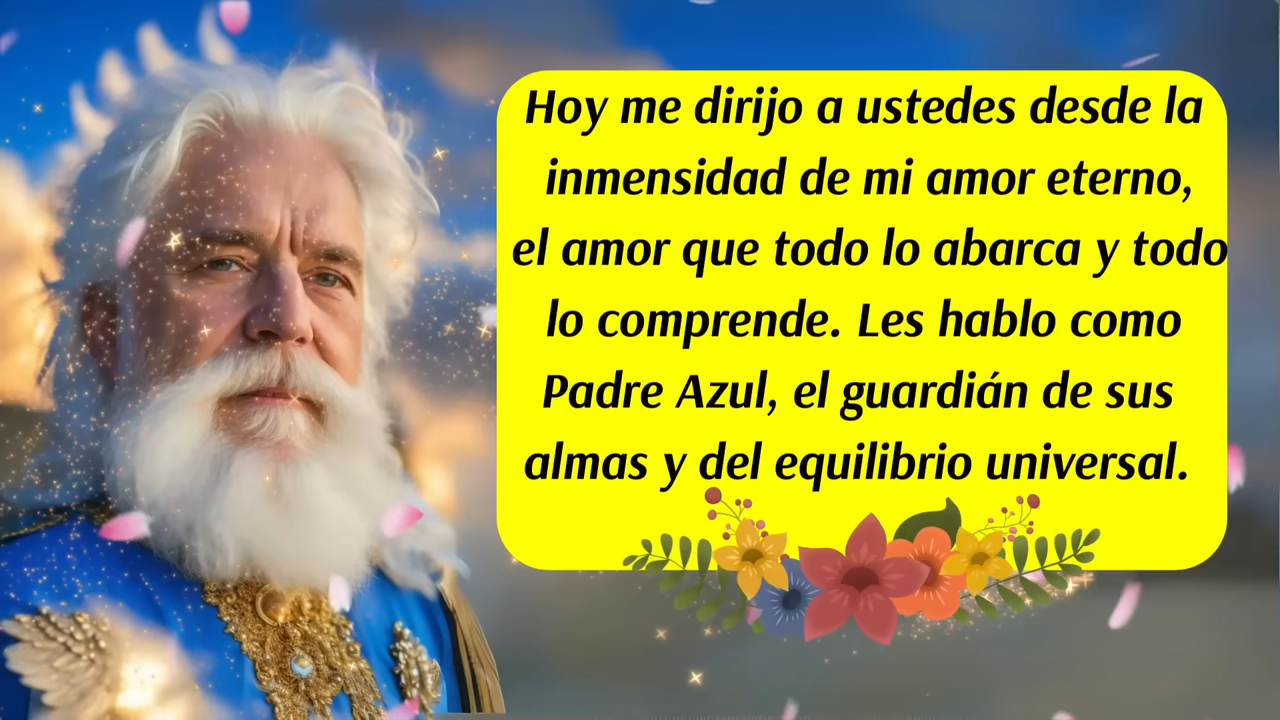 Hoy me dirijo a ustedes desde la
inmensidad de mi amor eterno,
el amor que todo lo abarca y todo
lo comprende. Les hablo como
Padre Azul, el guardián de sus
almas y del equilibrio universal.